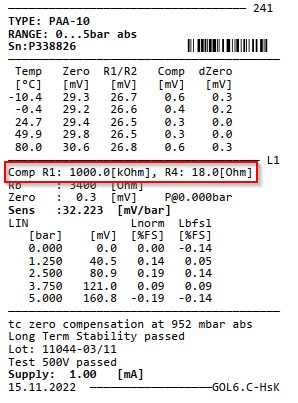 241
TYPE: PAA-10
RANGE: 0...5bar abs
Sn:P338826
Temp Zero R1/R2 Comp dZero
[°C] [mV] [mV] [mV] [mV]
-10.4 29.3 26.7 0.6 0.3
-0.4 29.2 26.6 0.4 0.2
24.7 29.4 26.5 0.3 0.3
49.9 29.8 26.5 0.3 0.3
80.0 30.6 26.8 0.6 0.3
L1
Comp R1: 1000.0[kOhm], R4: 18.0[Ohm]
Rb : 3400 [Ohm]
Zero : 0.3 [mV] P@0.000bar
Sens :32.223 [mV/bar]
LIN Lnorm Lbfsl
[bar] [mV] [%FS] [%FS]
0.000 0.0 0.00 -0.14
1.250 40.5 0.14 0.05
2.500 80.9 0.19 0.14
3.750 121.0 0.09 0.09
5.000 160.8 -0.19 -0.14
tc zero compensation at 952 mbar abs
Long Term Stability passed
Lot: 11044-03/11
Test 500V passed
Supply: 1.00 [mA]
15.11.2022 GOL6.C-HsK